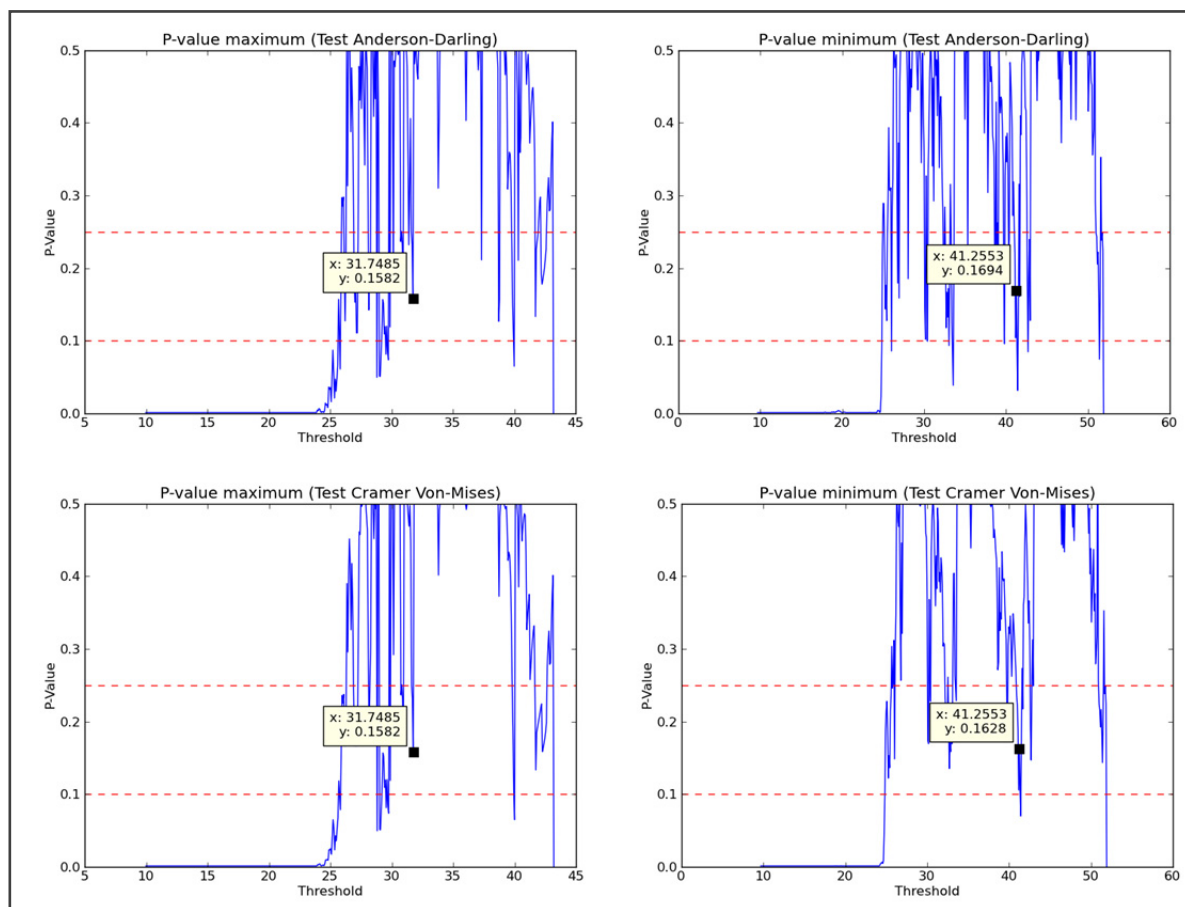 P-value maximum (Test Anderson-Darling)
0.5
0.4
0.3
0.2
0.1
0.0
P-Value
x: 31.7485
y: 0.1582
5 10 15 20 25 30 35 40 45
Threshold
P-value minimum (Test Anderson-Darling)
0.5
0.4
0.3
0.2
0.1
0.0
P-Value
x: 41.2553
y: 0.1694
0 10 20 30 40 50 60
Threshold
P-value maximum (Test Cramer Von-Mises)
0.5
0.4
0.3
0.2
0.1
0.0
P-Value
x: 31.7485
y: 0.1582
5 10 15 20 25 30 35 40 45
Threshold
P-value minimum (Test Cramer Von-Mises)
0.5
0.4
0.3
0.2
0.1
0.0
P-Value
x: 41.2553
y: 0.1628
0 10 20 30 40 50 60
Threshold